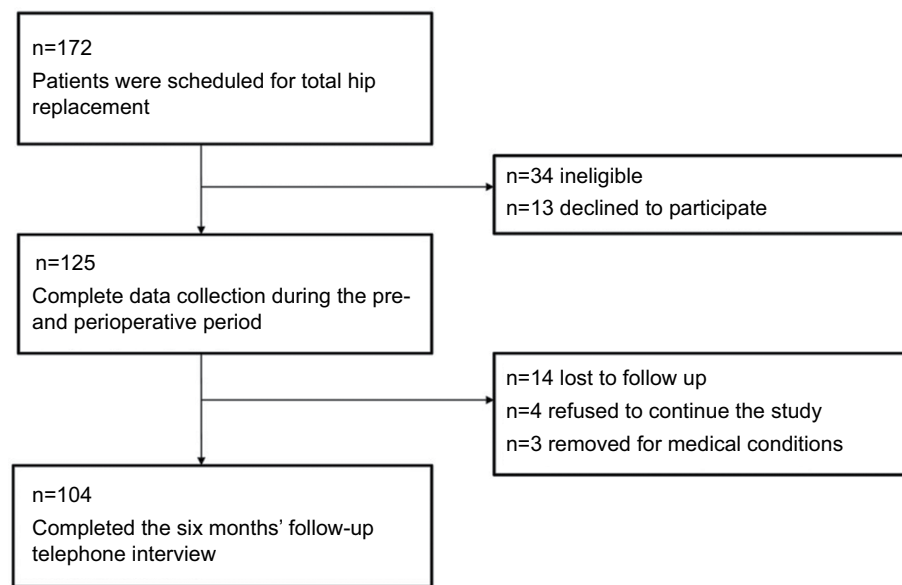 n=172
Patients were scheduled for total hip
replacement
n=34 ineligible
n=13 declined to participate
n=125
Complete data collection during the pre-
and perioperative period
n=14 lost to follow up
n=4 refused to continue the study
n=3 removed for medical conditions
n=104
Completed the six months’ follow-up
telephone interview